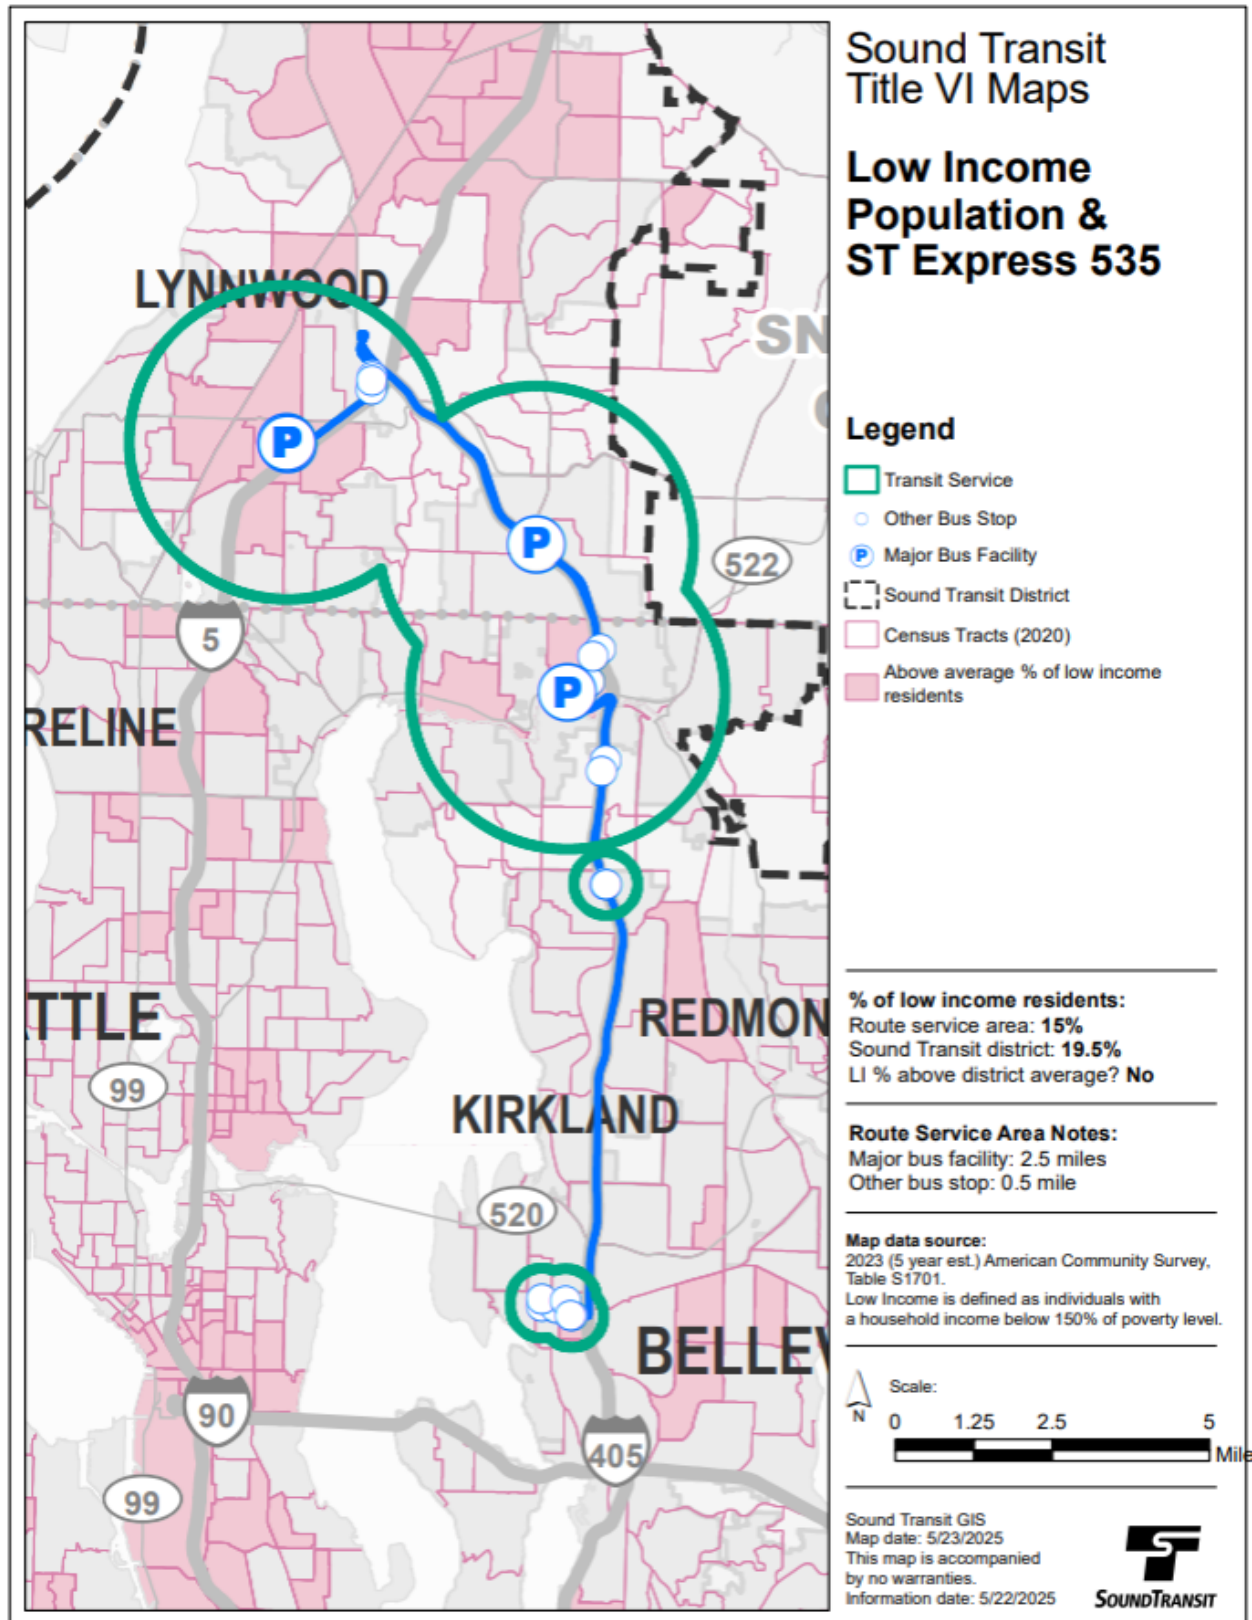 Sound Transit
Title VI Maps
Low Income
Population &
ST Express 535
Legend
Transit Service
Other Bus Stop
P Major Bus Facility
Sound Transit District
Census Tracts (2020)
Above average % of low income
residents
% of low income residents:
Route service area: 15%
Sound Transit district: 19.5%
LI % above district average? No
Route Service Area Notes:
Major bus facility: 2.5 miles
Other bus stop: 0.5 mile
Map data source:
2023 (5 year est.) American Community Survey,
Table S1701.
Low Income is defined as individuals with
a household income below 150% of poverty level.
Scale:
N
0 1.25 2.5 5
Mile
Sound Transit GIS
Map date: 5/23/2025
This map is accompanied
by no warranties.
Information date: 5/22/2025
SOUNDTRANSIT
LYNNWOOD
SN
P
P
522
5
P
RELINE
TTLE
REDMON
99
KIRKLAND
520
BELLEV
90
405
99